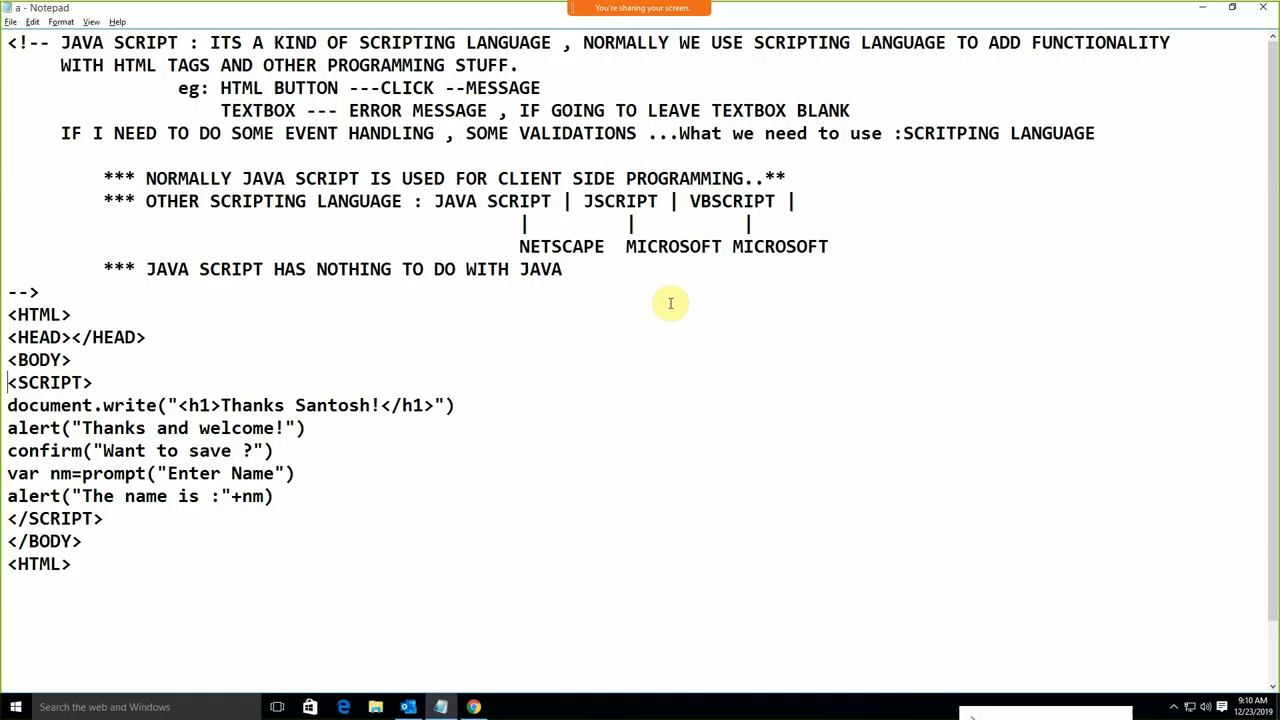 You're sharing your screen.
a - Notepad
File Edit Format View Help
<!-- JAVA SCRIPT : ITS A KIND OF SCRIPTING LANGUAGE , NORMALLY WE USE SCRIPTING LANGUAGE TO ADD FUNCTIONALITY
WITH HTML TAGS AND OTHER PROGRAMMING STUFF.
eg: HTML BUTTON ---CLICK --MESSAGE
TEXTBOX --- ERROR MESSAGE , IF GOING TO LEAVE TEXTBOX BLANK
IF I NEED TO DO SOME EVENT HANDLING , SOME VALIDATIONS ...What we need to use :SCRITPING LANGUAGE
*** NORMALLY JAVA SCRIPT IS USED FOR CLIENT SIDE PROGRAMMING..**
*** OTHER SCRIPTING LANGUAGE : JAVA SCRIPT | JSCRIPT | VBSCRIPT |
| | |
NETSCAPE MICROSOFT MICROSOFT
*** JAVA SCRIPT HAS NOTHING TO DO WITH JAVA
-->
<HTML>
<HEAD></HEAD>
<BODY>
<SCRIPT>
document.write("<h1>Thanks Santosh!</h1>")
alert("Thanks and welcome!")
confirm("Want to save ?")
var nm=prompt("Enter Name")
alert("The name is :"+nm)
</SCRIPT>
</BODY>
<HTML>
Search the web and Windows
9:10 AM
12/23/2019